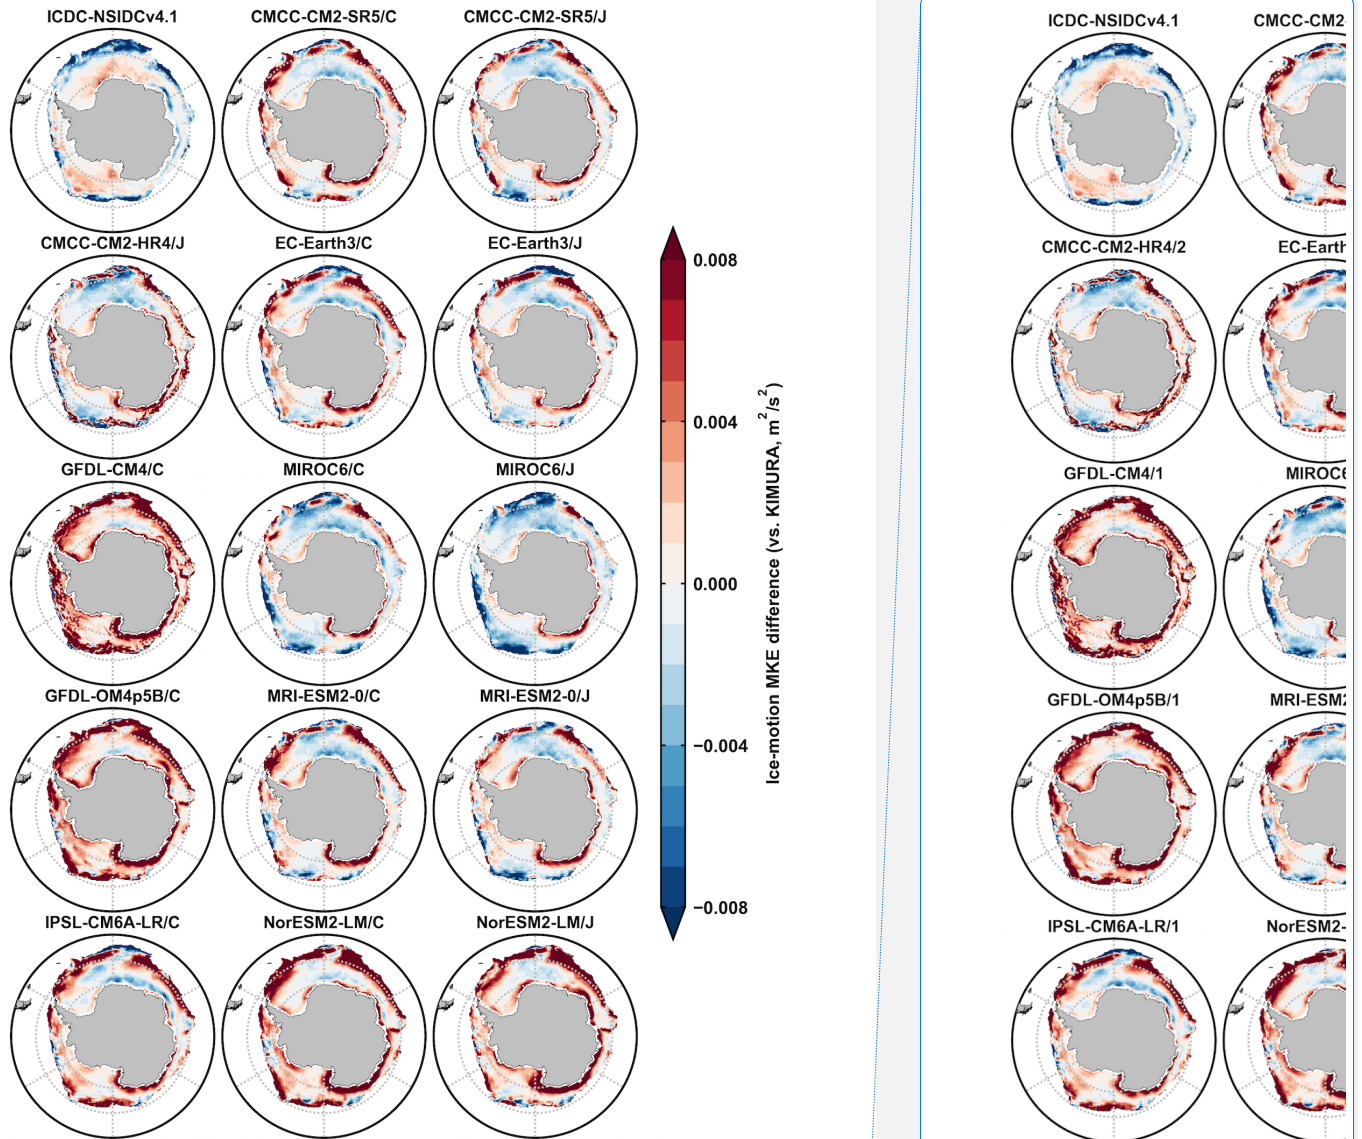 ICDC-NSIDCv4.1
CMCC-CM2-SR5/C
CMCC-CM2-SR5/J
CMCC-CM2-HR4/J
EC-Earth3/C
EC-Earth3/J
GFDL-CM4/C
MIROC6/C
MIROC6/J
GFDL-OM4p5B/C
MRI-ESM2-0/C
MRI-ESM2-0/J
IPSL-CM6A-LR/C
NorESM2-LM/C
NorESM2-LM/J
0.008
0.004
0.000
−0.004
−0.008
Ice-motion MKE difference (vs. KIMURA, m²/s²)
ICDC-NSIDCv4.1
CMCC-CM2-
CMCC-CM2-HR4/2
EC-Earth
GFDL-CM4/1
MIROC6
GFDL-OM4p5B/1
MRI-ESM2
IPSL-CM6A-LR/1
NorESM2-